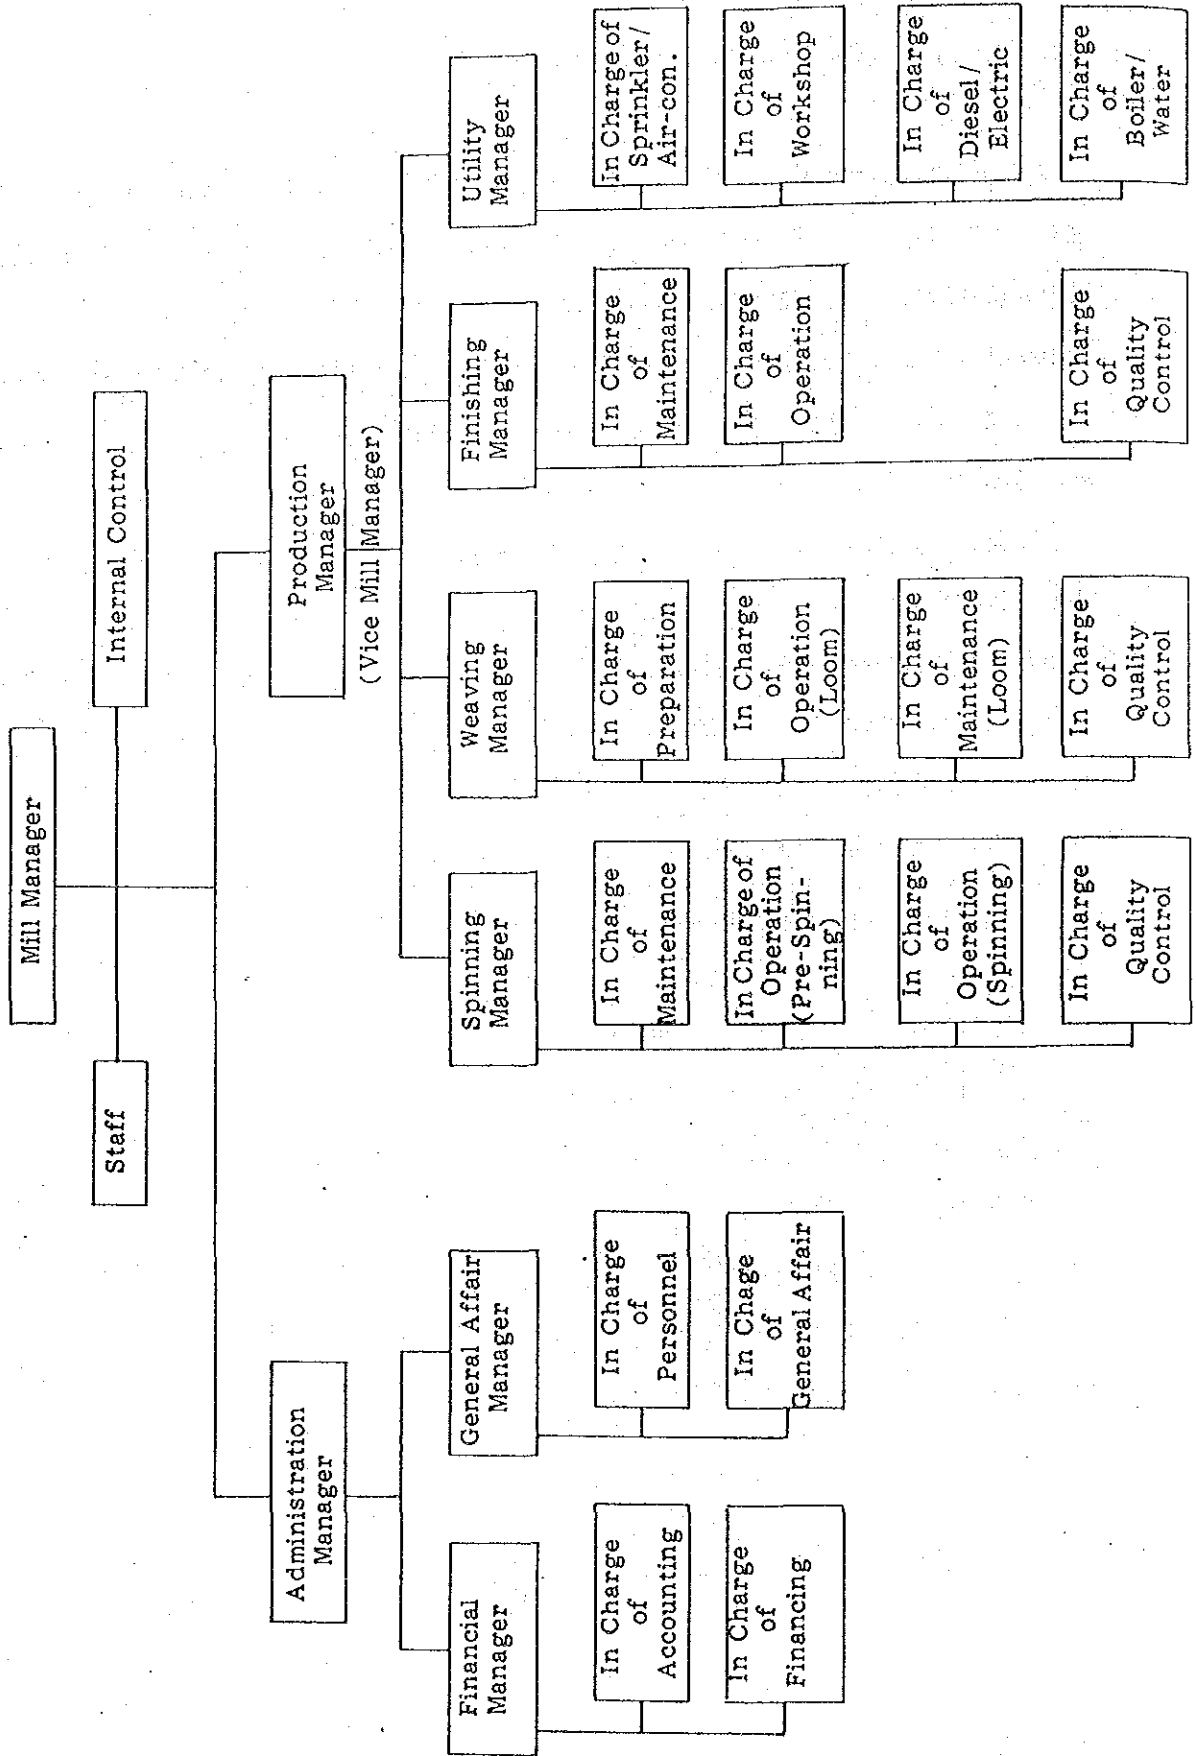 Mill Manager
Staff
Internal Control
Administration
Manager
Production
Manager
(Vice Mill Manager)
Financial
Manager
General Affair
Manager
Spinning
Manager
Weaving
Manager
Finishing
Manager
Utility
Manager
In Charge
of
Accounting
In Charge
of
Financing
In Charge
of
Personnel
In Chage
of
General Affair
In Charge
of
Maintenance
In Charge of
Operation
(Pre-Spin-
ning)
In Charge
of
Operation
(Spinning)
In Charge
of
Quality
Control
In Charge
of
Preparation
In Charge
of
Operation
(Loom)
In Charge
of
Maintenance
(Loom)
In Charge
of
Quality
Control
In Charge
of
Maintenance
In Charge
of
Operation
In Charge
of
Quality
Control
In Charge of
Sprinkler/
Air-con.
In Charge
of
Workshop
In Charge
of
Diesel/
Electric
In Charge
of
Boiler/
Water